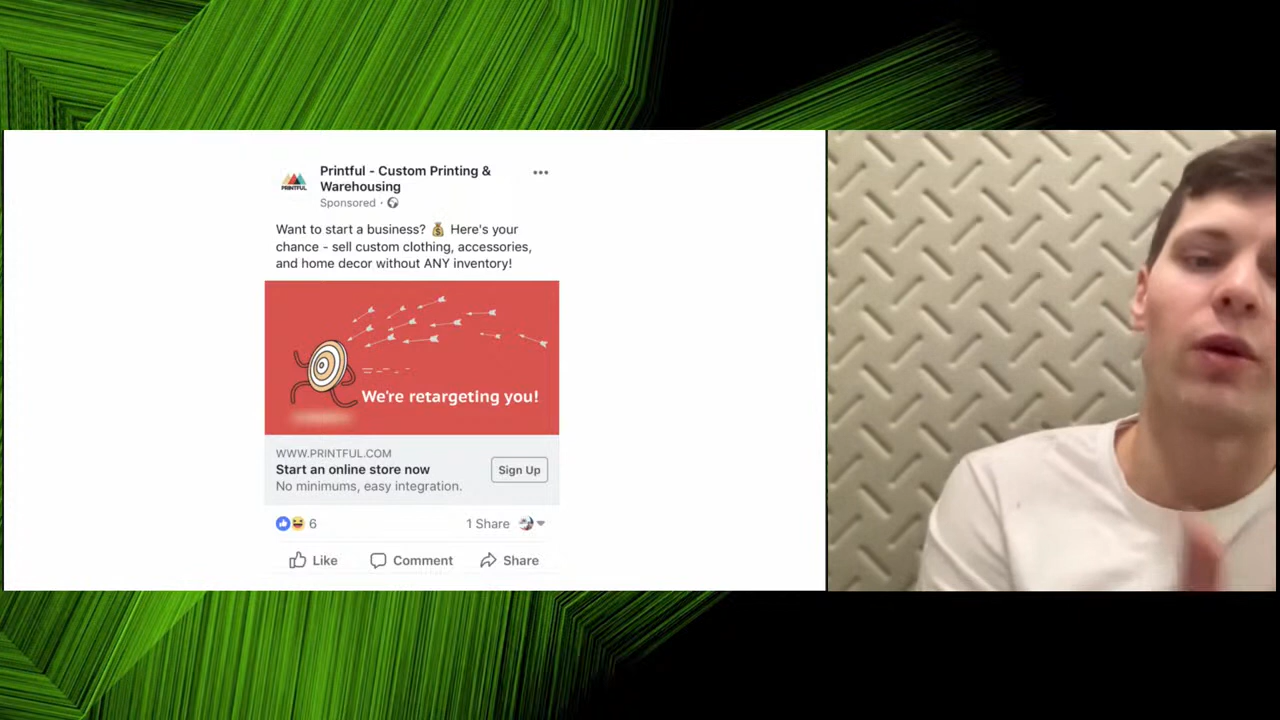 Printful - Custom Printing &
Warehousing
PRINTFUL
Sponsored ·
Want to start a business? 💰 Here's your
chance - sell custom clothing, accessories,
and home decor without ANY inventory!
We're retargeting you!
WWW.PRINTFUL.COM
Start an online store now
Sign Up
No minimums, easy integration.
6
1 Share
Like
Comment
Share